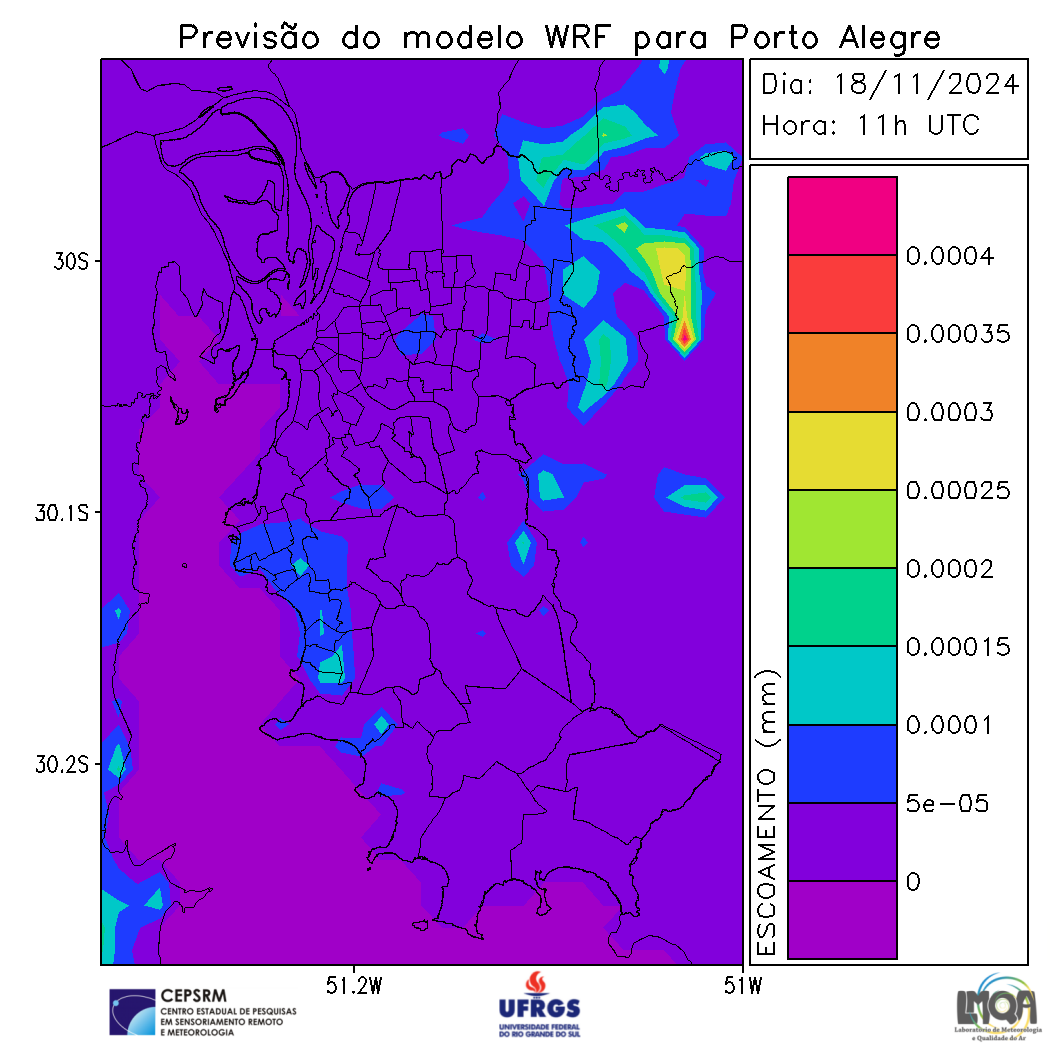 Previsão do modelo WRF para Porto Alegre
Dia: 18/11/2024
Hora: 11h UTC
30S
30.1S
30.2S
51.2W
51W
ESCOAMENTO (mm)
0.0004
0.00035
0.0003
0.00025
0.0002
0.00015
0.0001
5e-05
0
CEPSRM
CENTRO ESTADUAL DE PESQUISAS
EM SENSORIAMENTO REMOTO
E METEOROLOGIA
UFRGS
UNIVERSIDADE FEDERAL
DO RIO GRANDE DO SUL
LMQA
Laboratório de Meteorologia
e Qualidade do Ar